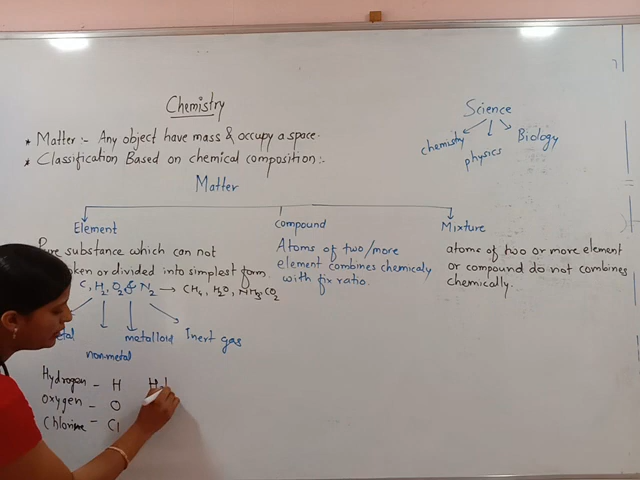 Chemistry
Science
chemistry
physics
Biology
* Matter :- Any object have mass & occupy a space.
* Classification Based on chemical composition :-
Matter
Element
Pure substance which can not
or divided into simplest form.
C, H2, O2 & N2 → CH4, H2O, NH3, CO2
non-metal
metalloid
Inert gas
Hydrogen - H
Oxygen - O
Chlorine - Cl
compound
Atoms of two/more
element combines chemicaly
with fix ratio.
Mixture
atoms of two or more element
or compound do not combines
chemically.